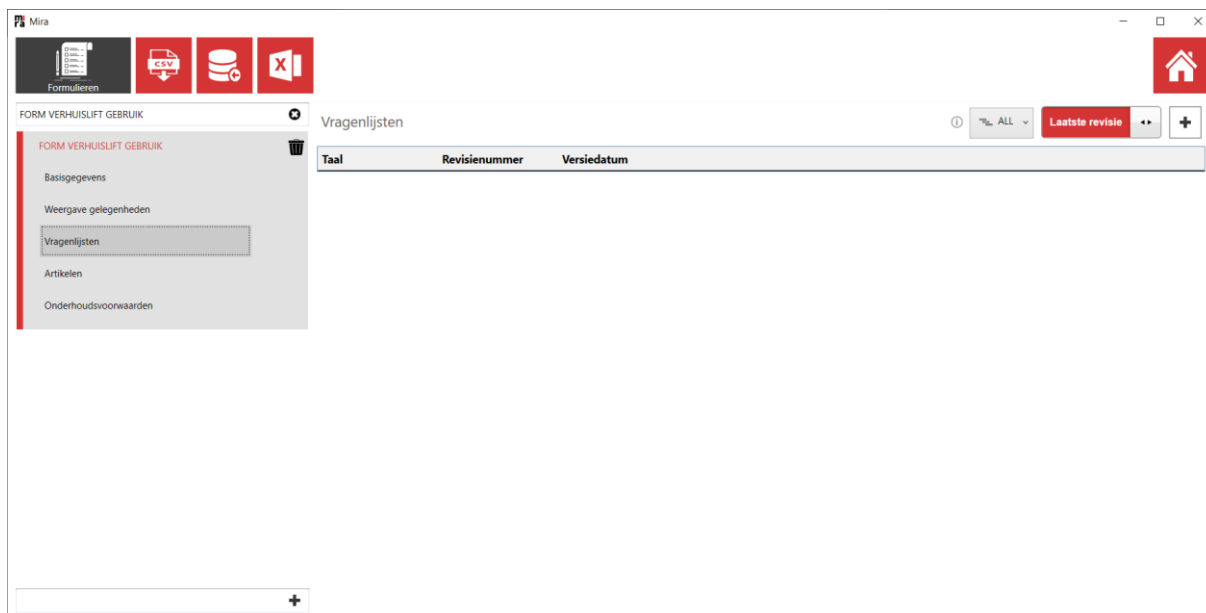 mira Mira
Formulieren
CSV
X
FORM VERHUISLIFT GEBRUIK
Vragenlijsten
ALL
Laatste revisie
FORM VERHUISLIFT GEBRUIK
Taal Revisienummer Versiedatum
Basisgegevens
Weergave gelegenheden
Vragenlijsten
Artikelen
Onderhoudsvoorwaarden